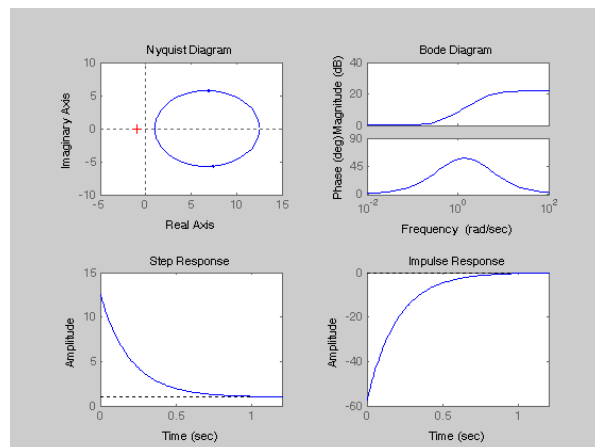 Nyquist Diagram
10
5
0
-5
-10
Imaginary Axis
-5 0 5 10 15
Real Axis
Bode Diagram
40
20
0
Magnitude (dB)
90
45
0
Phase (deg)
10^-2 10^0 10^2
Frequency (rad/sec)
Step Response
15
10
5
0
Amplitude
0 0.5 1
Time (sec)
Impulse Response
0
-20
-40
-60
Amplitude
0 0.5 1
Time (sec)